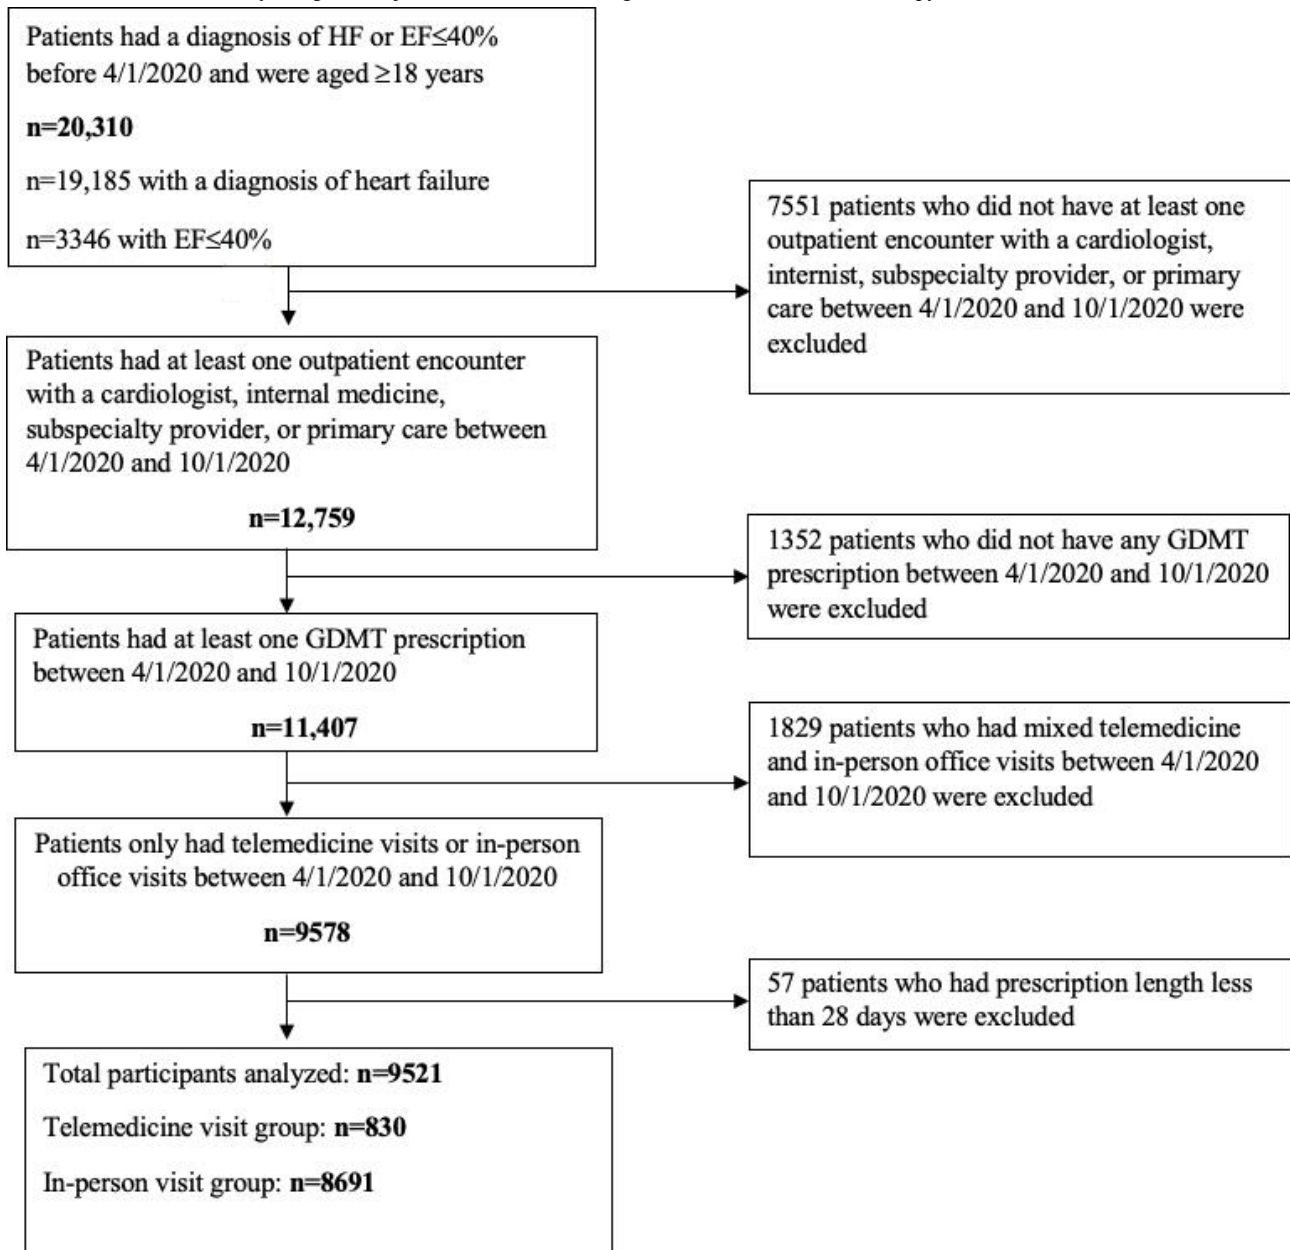 Patients had a diagnosis of HF or EF≤40%
before 4/1/2020 and were aged ≥18 years
n=20,310
n=19,185 with a diagnosis of heart failure
n=3346 with EF≤40%
7551 patients who did not have at least one
outpatient encounter with a cardiologist,
internist, subspecialty provider, or primary
care between 4/1/2020 and 10/1/2020 were
excluded
Patients had at least one outpatient encounter
with a cardiologist, internal medicine,
subspecialty provider, or primary care between
4/1/2020 and 10/1/2020
n=12,759
1352 patients who did not have any GDMT
prescription between 4/1/2020 and 10/1/2020
were excluded
Patients had at least one GDMT prescription
between 4/1/2020 and 10/1/2020
n=11,407
1829 patients who had mixed telemedicine
and in-person office visits between 4/1/2020
and 10/1/2020 were excluded
Patients only had telemedicine visits or in-person
office visits between 4/1/2020 and 10/1/2020
n=9578
57 patients who had prescription length less
than 28 days were excluded
Total participants analyzed: n=9521
Telemedicine visit group: n=830
In-person visit group: n=8691